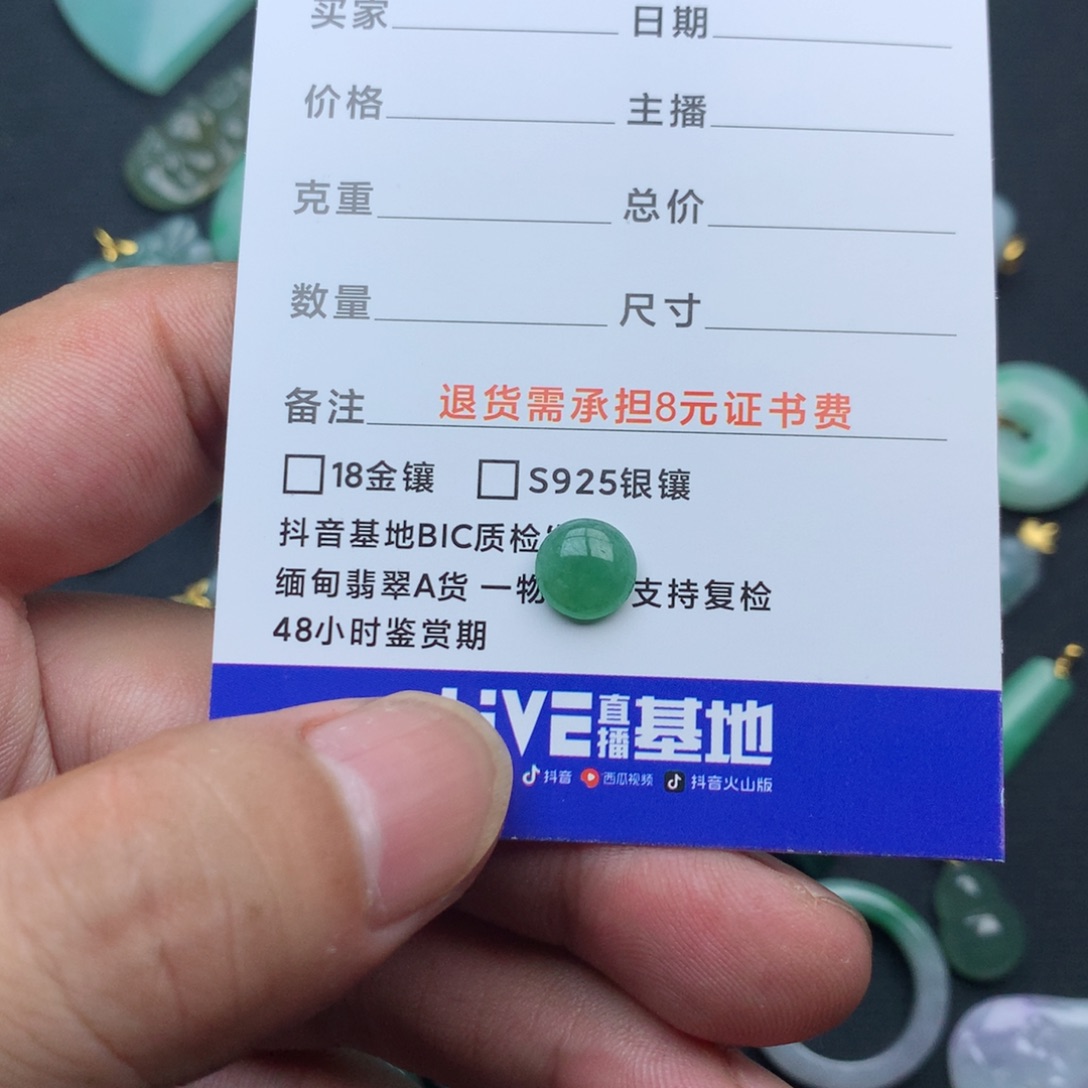 买家 日期
价格 主播
克重 总价
数量 尺寸
备注 退货需承担8元证书费
18金镶 S925银镶
抖音基地BIC质检
缅甸翡翠A货 一物 支持复检
48小时鉴赏期
LIVE 直播 基地
抖音 西瓜视频 抖音火山版